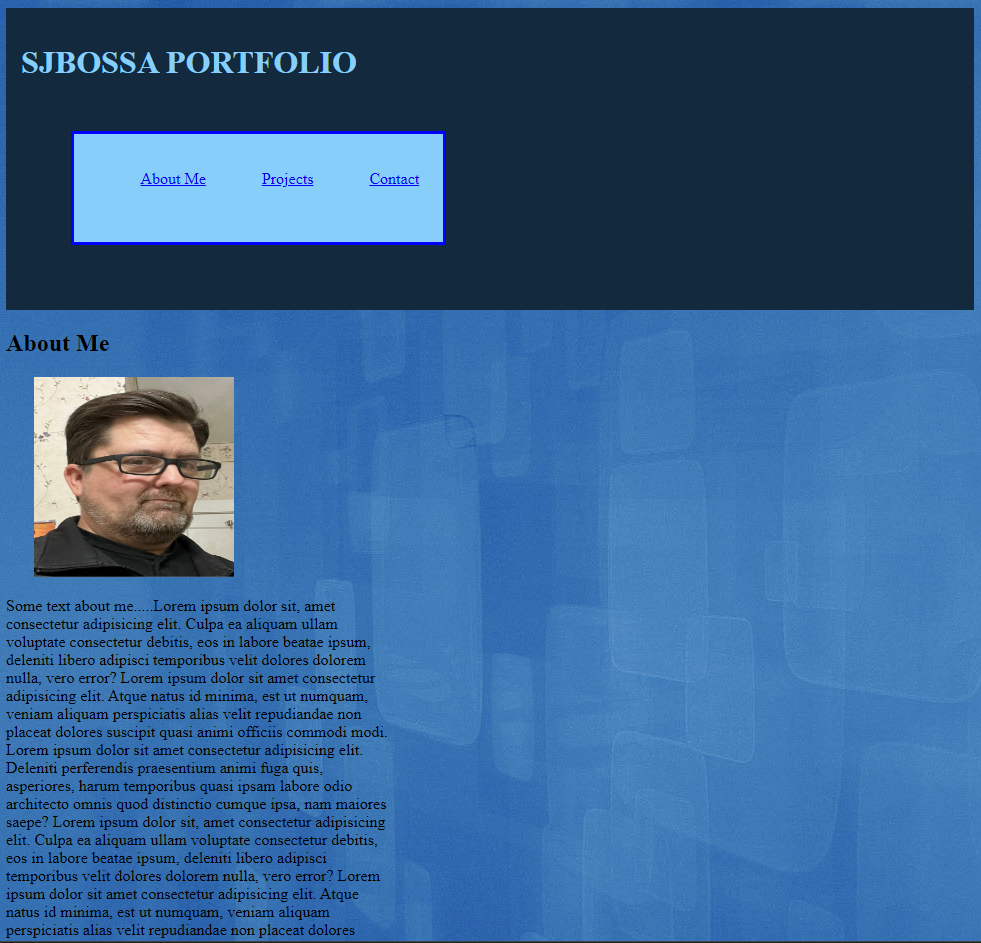 SJBOSSA PORTFOLIO
About Me Projects Contact
About Me
Some text about me.....Lorem ipsum dolor sit, amet
consectetur adipisicing elit. Culpa ea aliquam ullam
voluptate consectetur debitis, eos in labore beatae ipsum,
deleniti libero adipisci temporibus velit dolores dolorem
nulla, vero error? Lorem ipsum dolor sit amet consectetur
adipisicing elit. Atque natus id minima, est ut numquam,
veniam aliquam perspiciatis alias velit repudiandae non
placeat dolores suscipit quasi animi officiis commodi modi.
Lorem ipsum dolor sit amet consectetur adipisicing elit.
Deleniti perferendis praesentium animi fuga quis,
asperiores, harum temporibus quasi ipsam labore odio
architecto omnis quod distinctio cumque ipsa, nam maiores
saepe? Lorem ipsum dolor sit, amet consectetur adipisicing
elit. Culpa ea aliquam ullam voluptate consectetur debitis,
eos in labore beatae ipsum, deleniti libero adipisci
temporibus velit dolores dolorem nulla, vero error? Lorem
ipsum dolor sit amet consectetur adipisicing elit. Atque
natus id minima, est ut numquam, veniam aliquam
perspiciatis alias velit repudiandae non placeat dolores